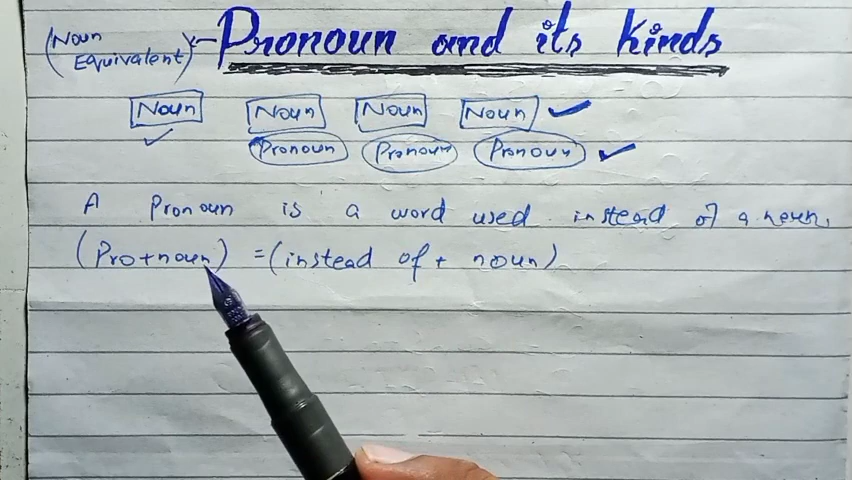 (Noun Equivalent) :- Pronoun and its kinds
Noun Noun Noun Noun
Pronoun Pronoun Pronoun
A Pronoun is a word used instead of a noun.
(Pro+noun) = (instead of + noun)